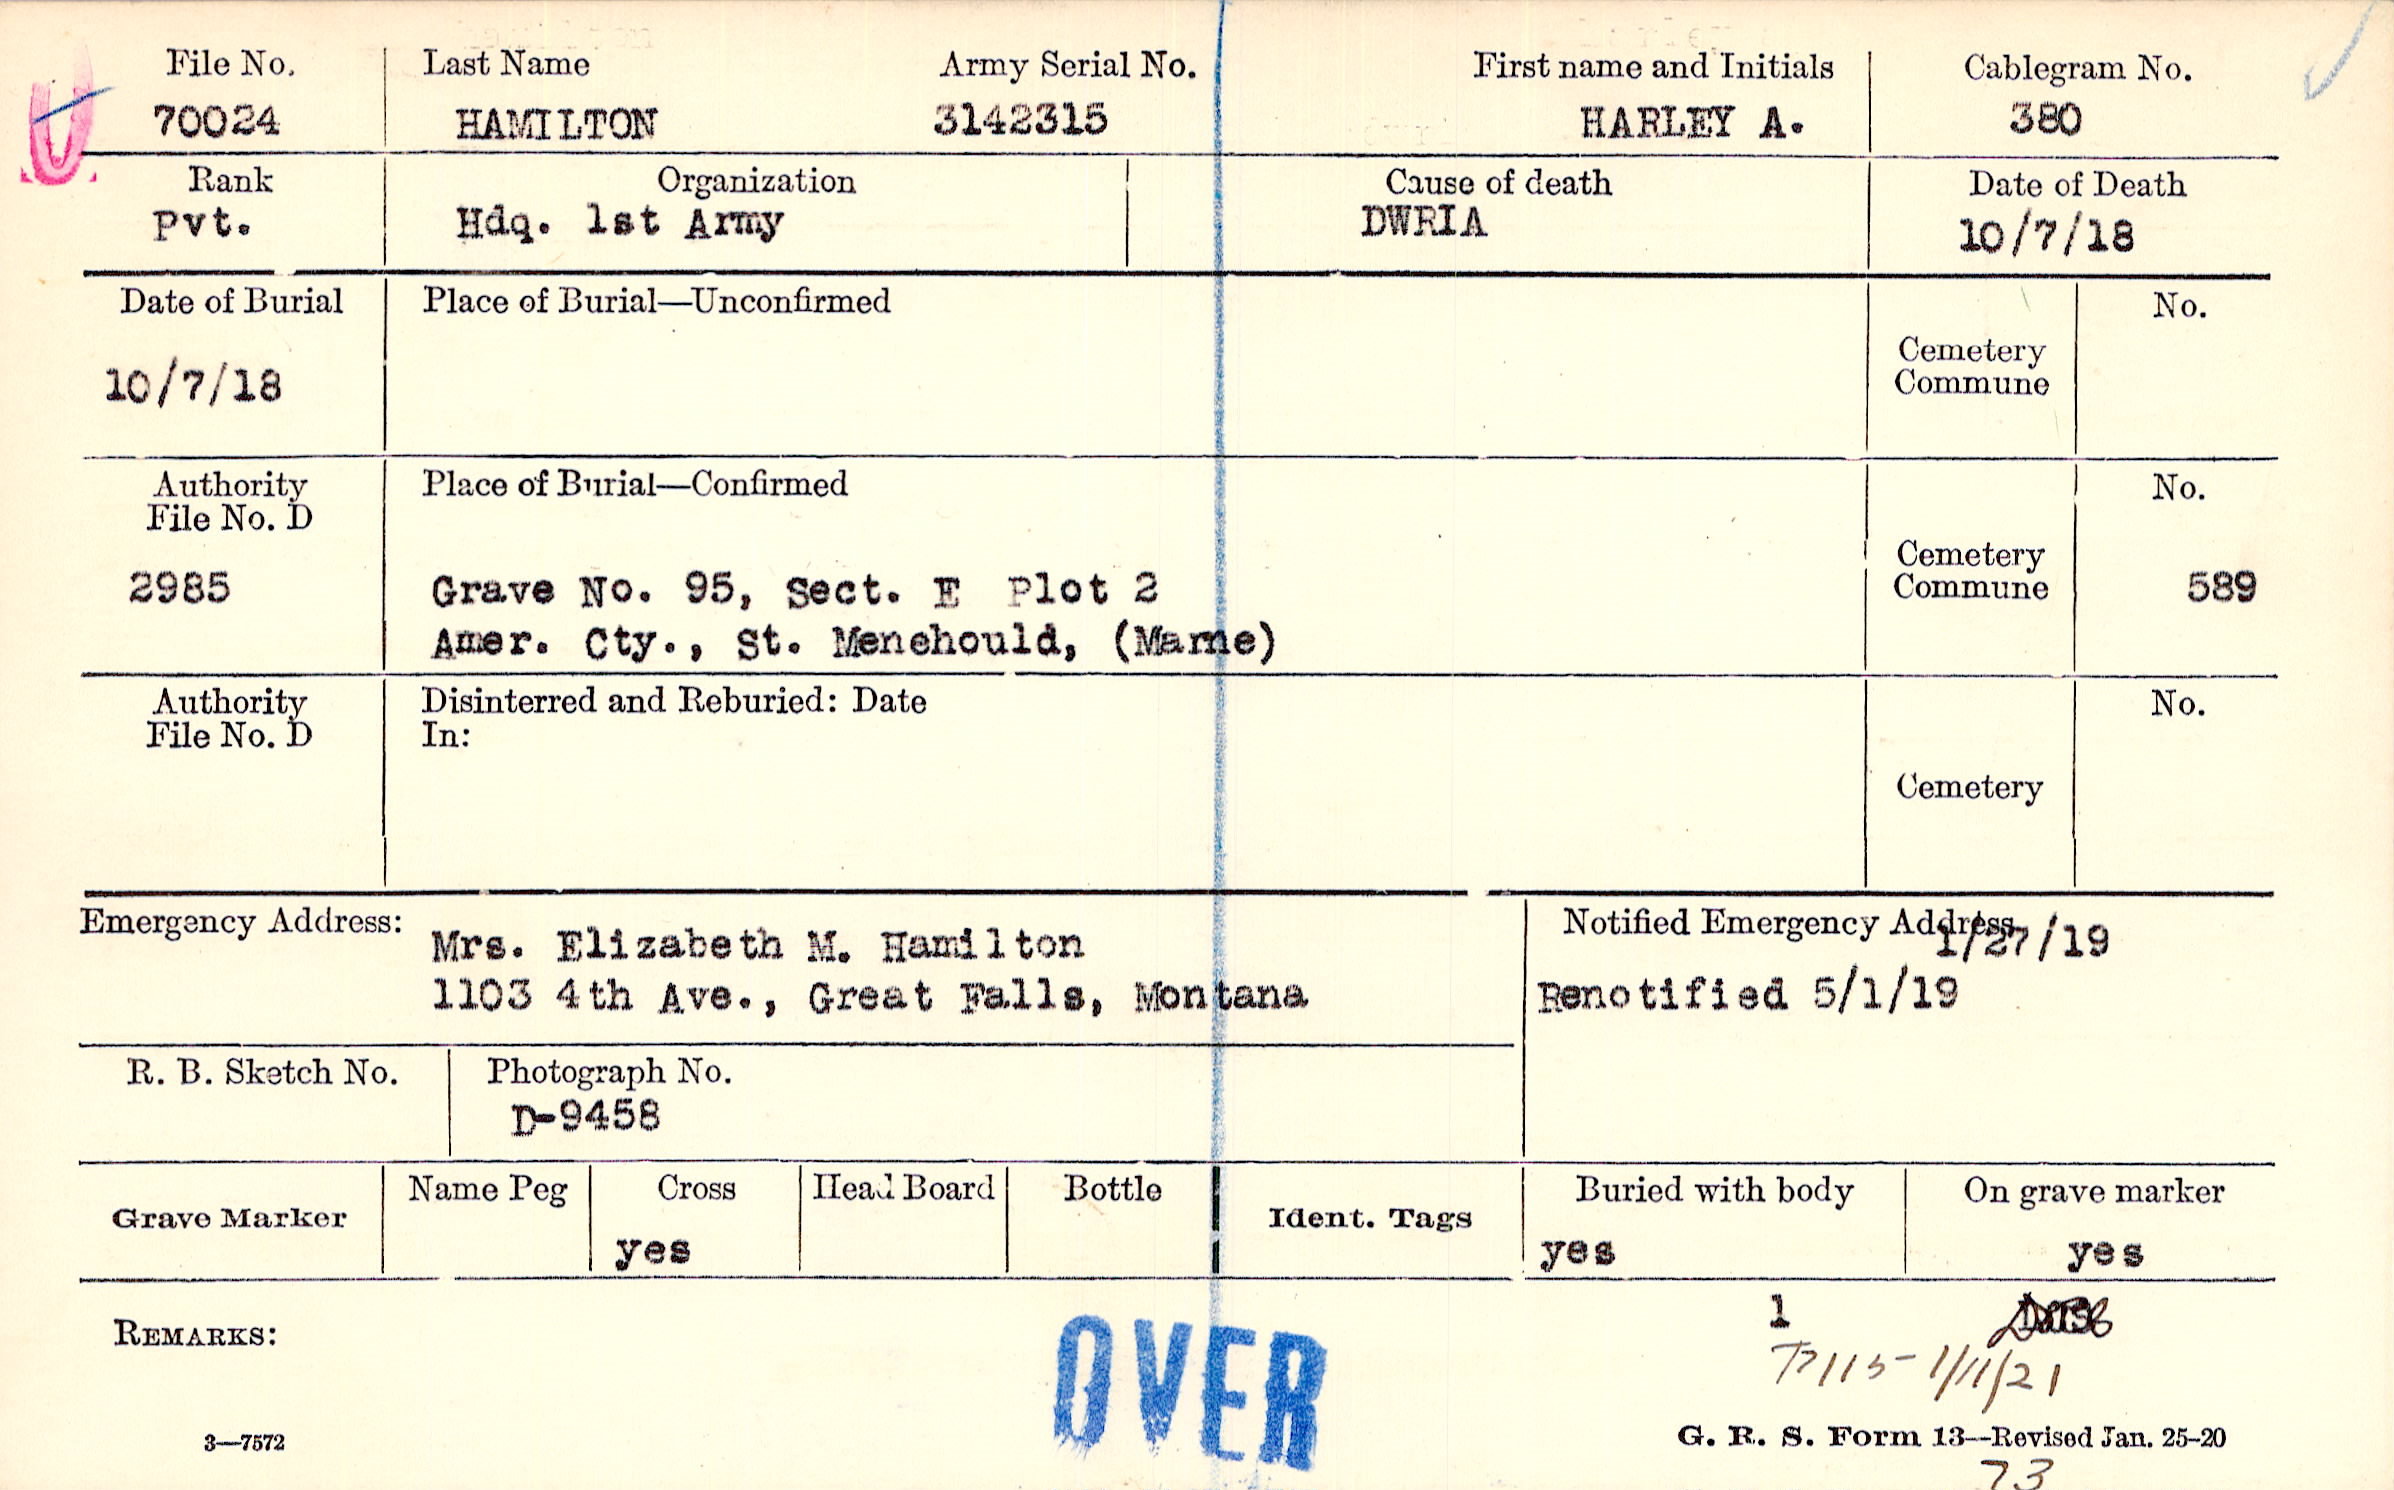 File No. Last Name Army Serial No. First name and Initials Cablegram No.
70024 HAMILTON 3142315 HARLEY A. 380
Rank Organization Cause of death Date of Death
Pvt. Hdq. 1st Army DWRIA 10/7/18
Date of Burial Place of Burial—Unconfirmed No.
Cemetery
Commune
10/7/18
Authority Place of Burial—Confirmed No.
File No. D
Cemetery
2985 Grave No. 95, Sect. E Plot 2 Commune 589
Amer. Cty., St. Menehould, (Marne)
Authority Disinterred and Reburied: Date No.
File No. D In:
Cemetery
Emergency Address: Notified Emergency Address
Mrs. Elizabeth M. Hamilton 1/27/19
1103 4th Ave., Great Falls, Montana Renotified 5/1/19
R. B. Sketch No. Photograph No.
D-9458
Name Peg Cross Head Board Bottle Buried with body On grave marker
Grave Marker Ident. Tags
yes yes yes
1
REMARKS:
OVER
1/11/21
3—7572 G. R. S. Form 13—Revised Jan. 25-20
73